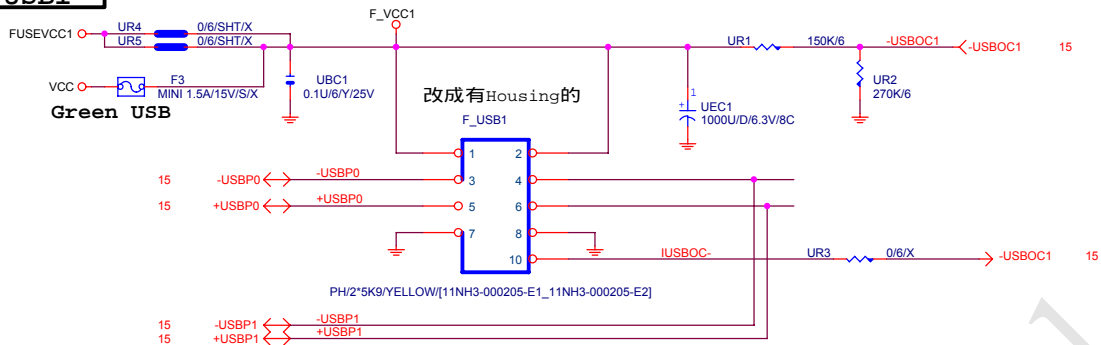 FUSEVCC1
UR4 0/6/SHT/X
UR5 0/6/SHT/X
F_VCC1
UR1 150K/6
-USBOC1
-USBOC1 15
VCC
F3
MINI 1.5A/15V/S/X
Green USB
UBC1
0.1U/6/Y/25V
改成有Housing的
F_USB1
1
UEC1
1000U/D/6.3V/8C
UR2
270K/6
1 2
3 4
5 6
7 8
10
15 -USBP0 -USBP0
15 +USBP0 +USBP0
IUSBOC-
UR3 0/6/X
-USBOC1 15
PH/2*5K9/YELLOW/[11NH3-000205-E1_11NH3-000205-E2]
15 -USBP1 -USBP1
15 +USBP1 +USBP1